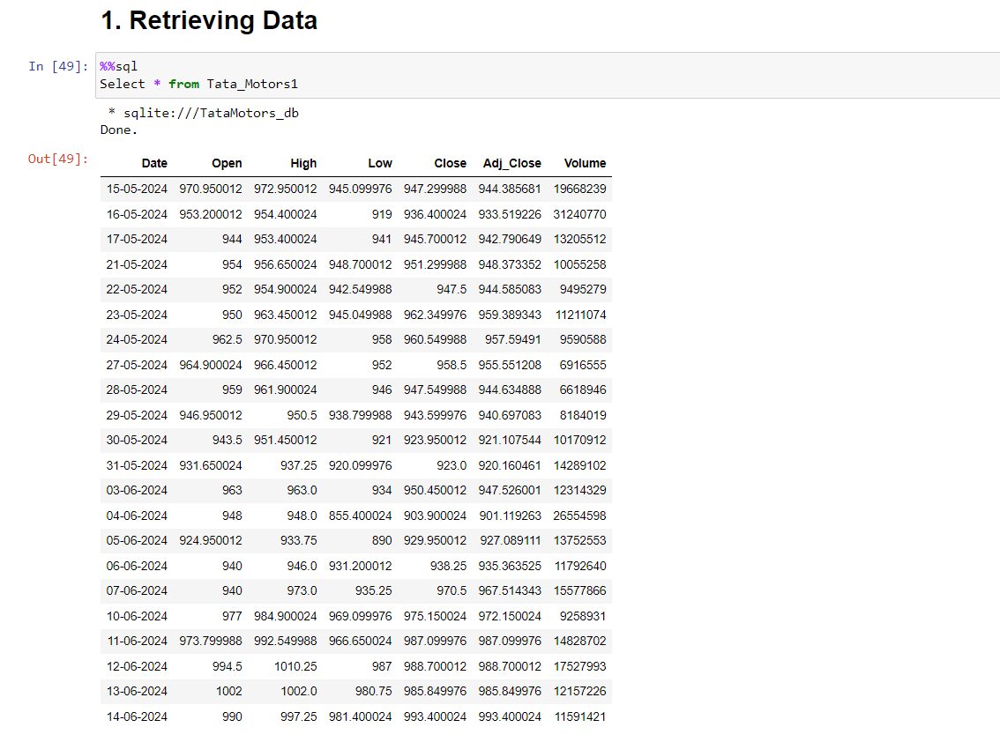 1. Retrieving Data
In [49]: %%sql
Select * from Tata_Motors1
* sqlite:///TataMotors_db
Done.
Out[49]:
Date Open High Low Close Adj_Close Volume
15-05-2024 970.950012 972.950012 945.099976 947.299988 944.385681 19668239
16-05-2024 953.200012 954.400024 919 936.400024 933.519226 31240770
17-05-2024 944 953.400024 941 945.700012 942.790649 13205512
21-05-2024 954 956.650024 948.700012 951.299988 948.373352 10055258
22-05-2024 952 954.900024 942.549988 947.5 944.585083 9495279
23-05-2024 950 963.450012 945.049988 962.349976 959.389343 11211074
24-05-2024 962.5 970.950012 958 960.549988 957.59491 9590588
27-05-2024 964.900024 966.450012 952 958.5 955.551208 6916555
28-05-2024 959 961.900024 946 947.549988 944.634888 6618946
29-05-2024 946.950012 950.5 938.799988 943.599976 940.697083 8184019
30-05-2024 943.5 951.450012 921 923.950012 921.107544 10170912
31-05-2024 931.650024 937.25 920.099976 923.0 920.160461 14289102
03-06-2024 963 963.0 934 950.450012 947.526001 12314329
04-06-2024 948 948.0 855.400024 903.900024 901.119263 26554598
05-06-2024 924.950012 933.75 890 929.950012 927.089111 13752553
06-06-2024 940 946.0 931.200012 938.25 935.363525 11792640
07-06-2024 940 973.0 935.25 970.5 967.514343 15577866
10-06-2024 977 984.900024 969.099976 975.150024 972.150024 9258931
11-06-2024 973.799988 992.549988 966.650024 987.099976 987.099976 14828702
12-06-2024 994.5 1010.25 987 988.700012 988.700012 17527993
13-06-2024 1002 1002.0 980.75 985.849976 985.849976 12157226
14-06-2024 990 997.25 981.400024 993.400024 993.400024 11591421